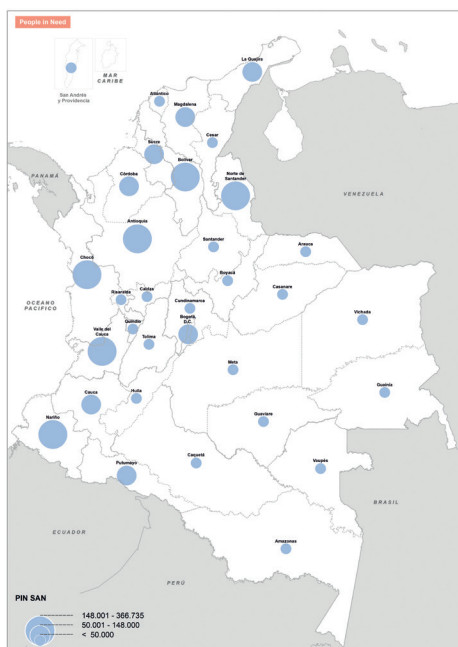 People in Need
MAR
CARIBE
San Andrés
y Providencia
La Guajira
Atlántico
Magdalena
Cesar
Sucre
Bolívar
Norte de
Santander
Córdoba
PANAMÁ
VENEZUELA
Antioquia
Santander
Arauca
Chocó
Boyacá
Casanare
Risaralda
Caldas
Cundinamarca
OCEANO
PACIFICO
Bogotá,
D.C.
Vichada
Quindío
Valle del
Cauca
Tolima
Meta
Guainía
Cauca
Huila
Nariño
Guaviare
Caquetá
Vaupés
Putumayo
BRASIL
ECUADOR
Amazonas
PERÚ
PIN SAN
148.001 - 366.735
50.001 - 148.000
< 50.000